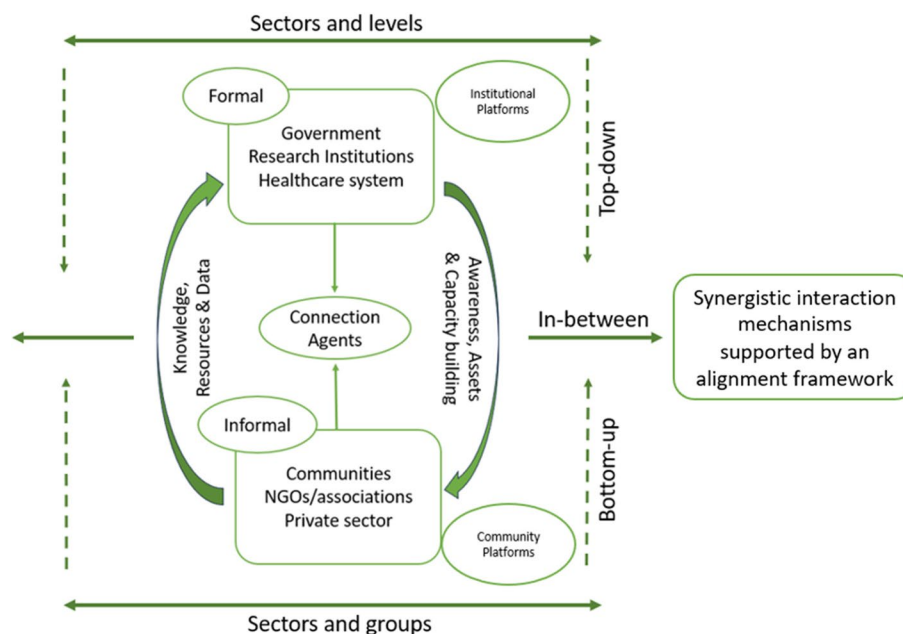 Sectors and levels
Formal
Institutional
Platforms
Government
Research Institutions
Healthcare system
Top-down
Knowledge,
Resources & Data
Awareness, Assets
& Capacity building
Connection
Agents
In-between
Synergistic interaction
mechanisms
supported by an
alignment framework
Informal
Communities
NGOs/associations
Private sector
Bottom-up
Community
Platforms
Sectors and groups